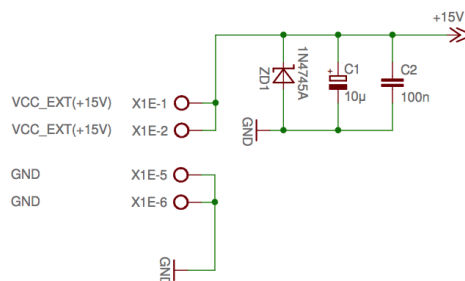 +15V
1N4745A
ZD1
+
C1
10µ
C2
100n
VCC_EXT(+15V) X1E-1
VCC_EXT(+15V) X1E-2
GND
GND X1E-5
GND X1E-6
GND